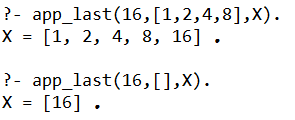 ?- app_last(16,[1,2,4,8],X).
X = [1, 2, 4, 8, 16] .
?- app_last(16,[],X).
X = [16] .